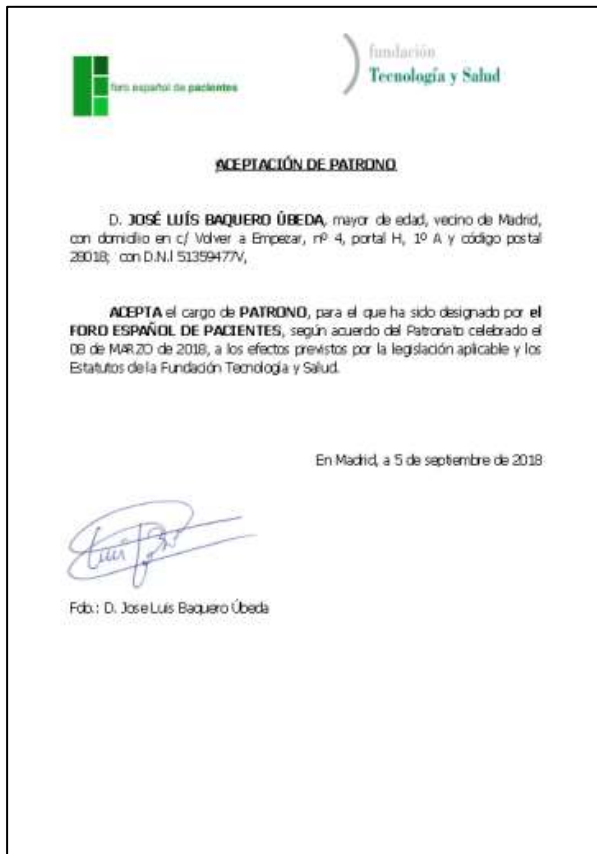 foro español de pacientes
fundación
Tecnología y Salud
ACEPTACIÓN DE PATRONO
D. JOSÉ LUÍS BAQUERO ÚBEDA, mayor de edad, vecino de Madrid,
con domicilio en c/ Volver a Empezar, nº 4, portal H, 1º A y código postal
28018; con D.N.I 51359477V,
ACEPTA el cargo de PATRONO, para el que ha sido designado por el
FORO ESPAÑOL DE PACIENTES, según acuerdo del Patronato celebrado el
08 de MARZO de 2018, a los efectos previstos por la legislación aplicable y los
Estatutos de la Fundación Tecnología y Salud.
En Madrid, a 5 de septiembre de 2018
Fdo.: D. Jose Luis Baquero Úbeda